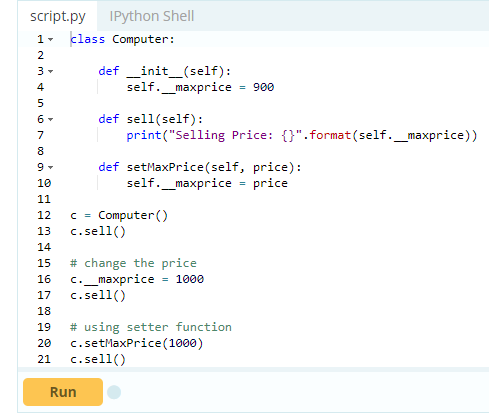 script.py IPython Shell
1 class Computer:
2
3 def __init__(self):
4 self.__maxprice = 900
5
6 def sell(self):
7 print("Selling Price: {}".format(self.__maxprice))
8
9 def setMaxPrice(self, price):
10 self.__maxprice = price
11
12 c = Computer()
13 c.sell()
14
15 # change the price
16 c.__maxprice = 1000
17 c.sell()
18
19 # using setter function
20 c.setMaxPrice(1000)
21 c.sell()
Run